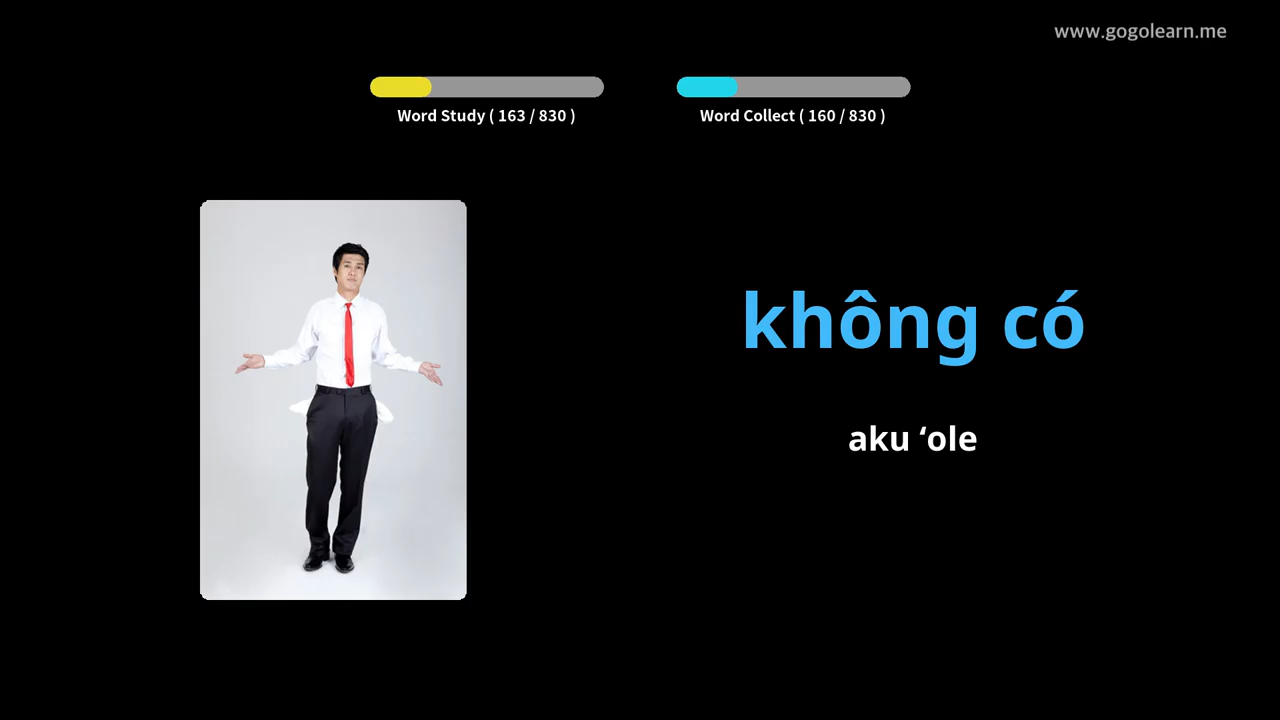 www.gogolearn.me
Word Study ( 163 / 830 )
Word Collect ( 160 / 830 )
không có
aku ‘ole